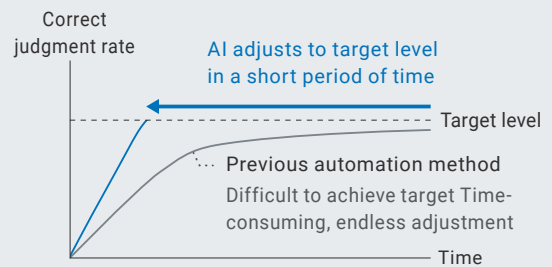 Correct
judgment rate
AI adjusts to target level
in a short period of time
Target level
Previous automation method
Difficult to achieve target Time-
consuming, endless adjustment
Time